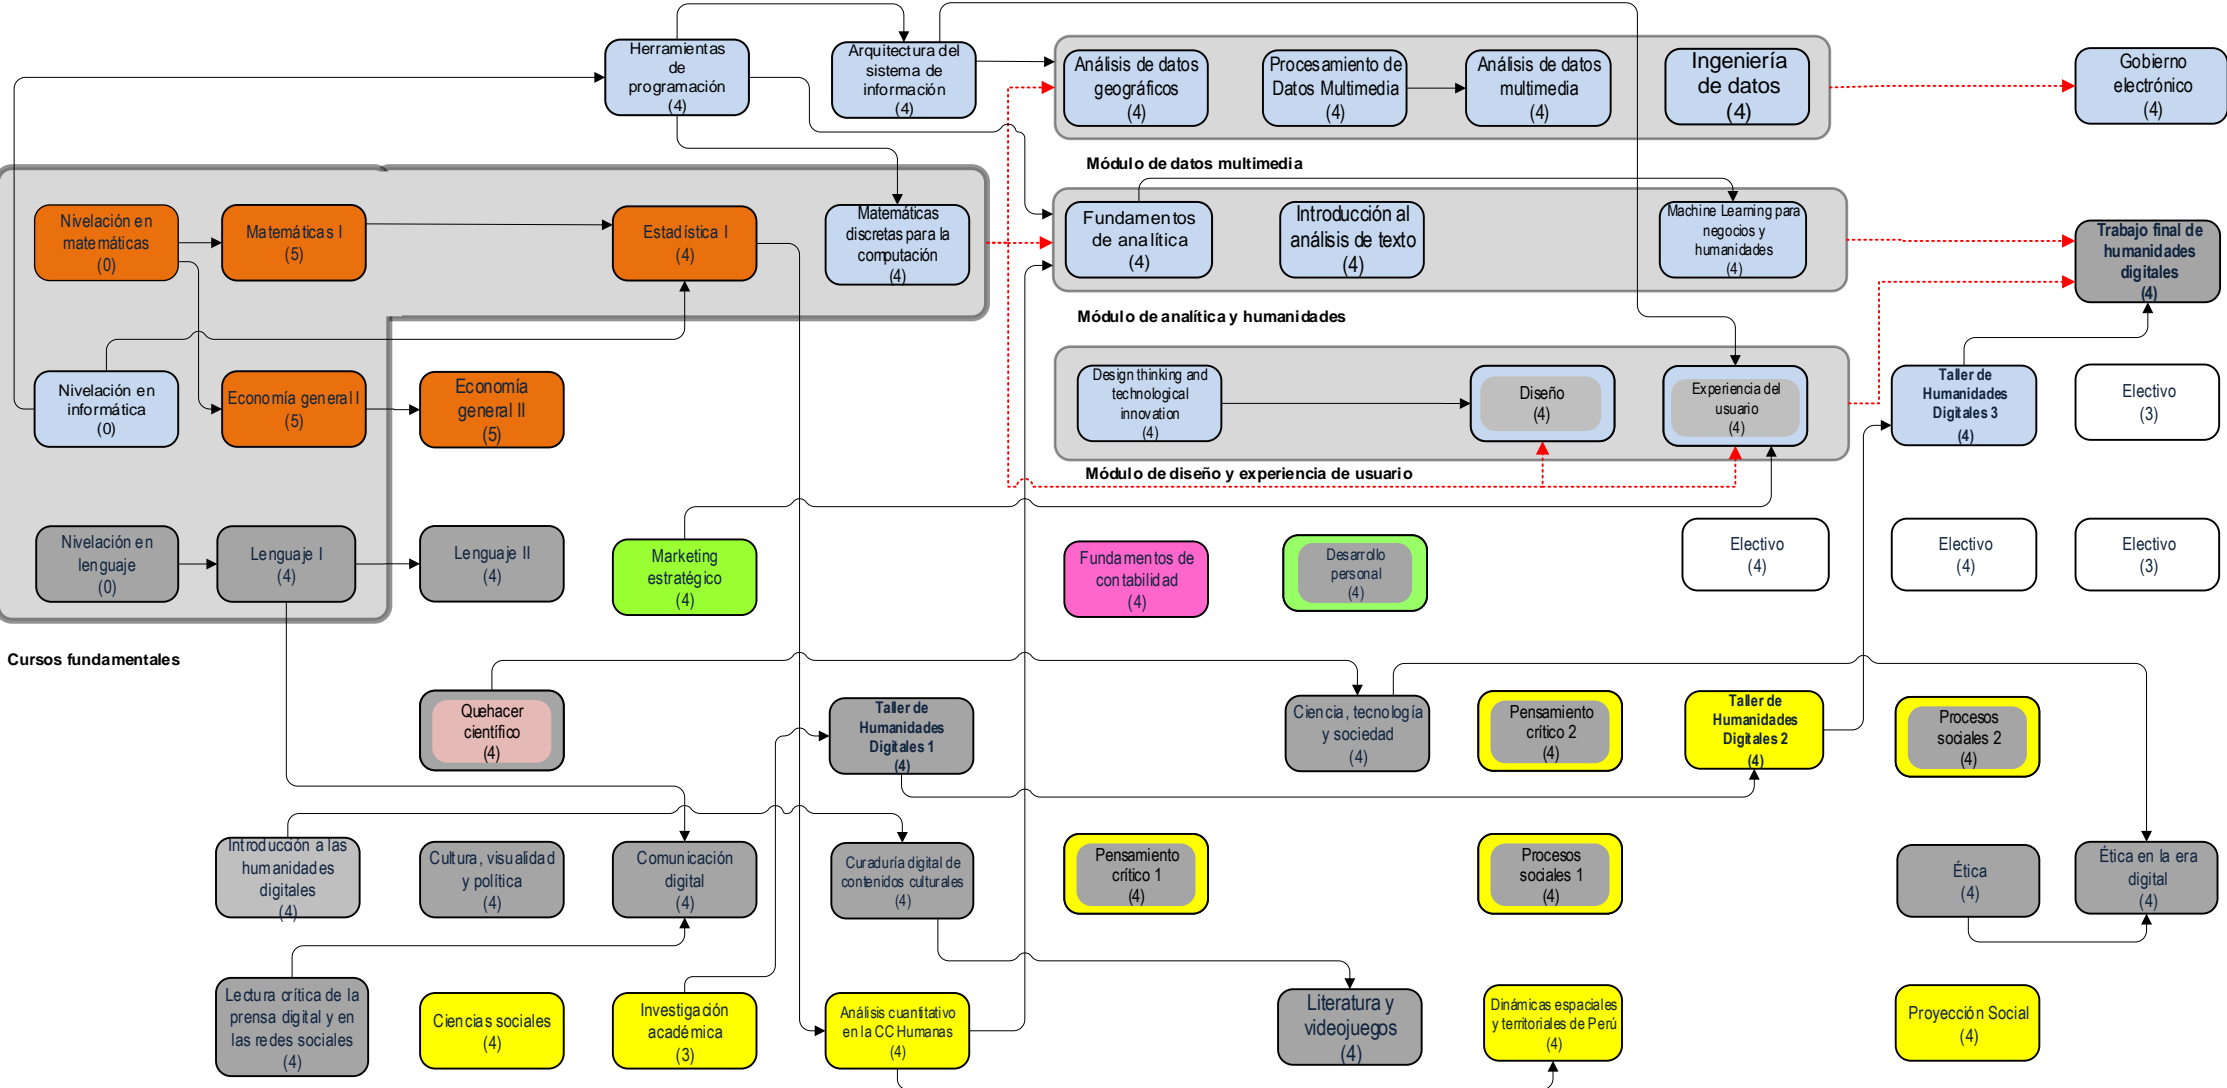 Herramientas
de
programación
(4)
Arquitectura del
sistema de
información
(4)
Análisis de datos
geográficos
(4)
Procesamiento de
Datos Multimedia
(4)
Análisis de datos
multimedia
(4)
Ingeniería
de datos
(4)
Gobierno
electrónico
(4)
Módulo de datos multimedia
Nivelación en
matemáticas
(0)
Matemáticas I
(5)
Estadística I
(4)
Matemáticas
discretas para la
computación
(4)
Fundamentos
de analítica
(4)
Introducción al
análisis de texto
(4)
Machine Learning para
negocios y
humanidades
(4)
Trabajo final de
humanidades
digitales
(4)
Módulo de analítica y humanidades
Nivelación en
informática
(0)
Economía general I
(5)
Economía
general II
(5)
Design thinking and
technological
innovation
(4)
Diseño
(4)
Experiencia del
usuario
(4)
Taller de
Humanidades
Digitales 3
(4)
Electivo
(3)
Módulo de diseño y experiencia de usuario
Nivelación en
lenguaje
(0)
Lenguaje I
(4)
Lenguaje II
(4)
Marketing
estratégico
(4)
Fundamentos de
contabilidad
(4)
Desarrollo
personal
(4)
Electivo
(4)
Electivo
(4)
Electivo
(3)
Cursos fundamentales
Quehacer
científico
(4)
Taller de
Humanidades
Digitales 1
(4)
Ciencia, tecnología
y sociedad
(4)
Pensamiento
crítico 2
(4)
Taller de
Humanidades
Digitales 2
(4)
Procesos
sociales 2
(4)
Introducción a las
humanidades
digitales
(4)
Cultura, visualidad
y política
(4)
Comunicación
digital
(4)
Curaduría digital de
contenidos culturales
(4)
Pensamiento
crítico 1
(4)
Procesos
sociales 1
(4)
Ética
(4)
Ética en la era
digital
(4)
Lectura crítica de la
prensa digital y en
las redes sociales
(4)
Ciencias sociales
(4)
Investigación
académica
(3)
Análisis cuantitativo
en la CC Humanas
(4)
Literatura y
videojuegos
(4)
Dinámicas espaciales
y territoriales de Perú
(4)
Proyección Social
(4)